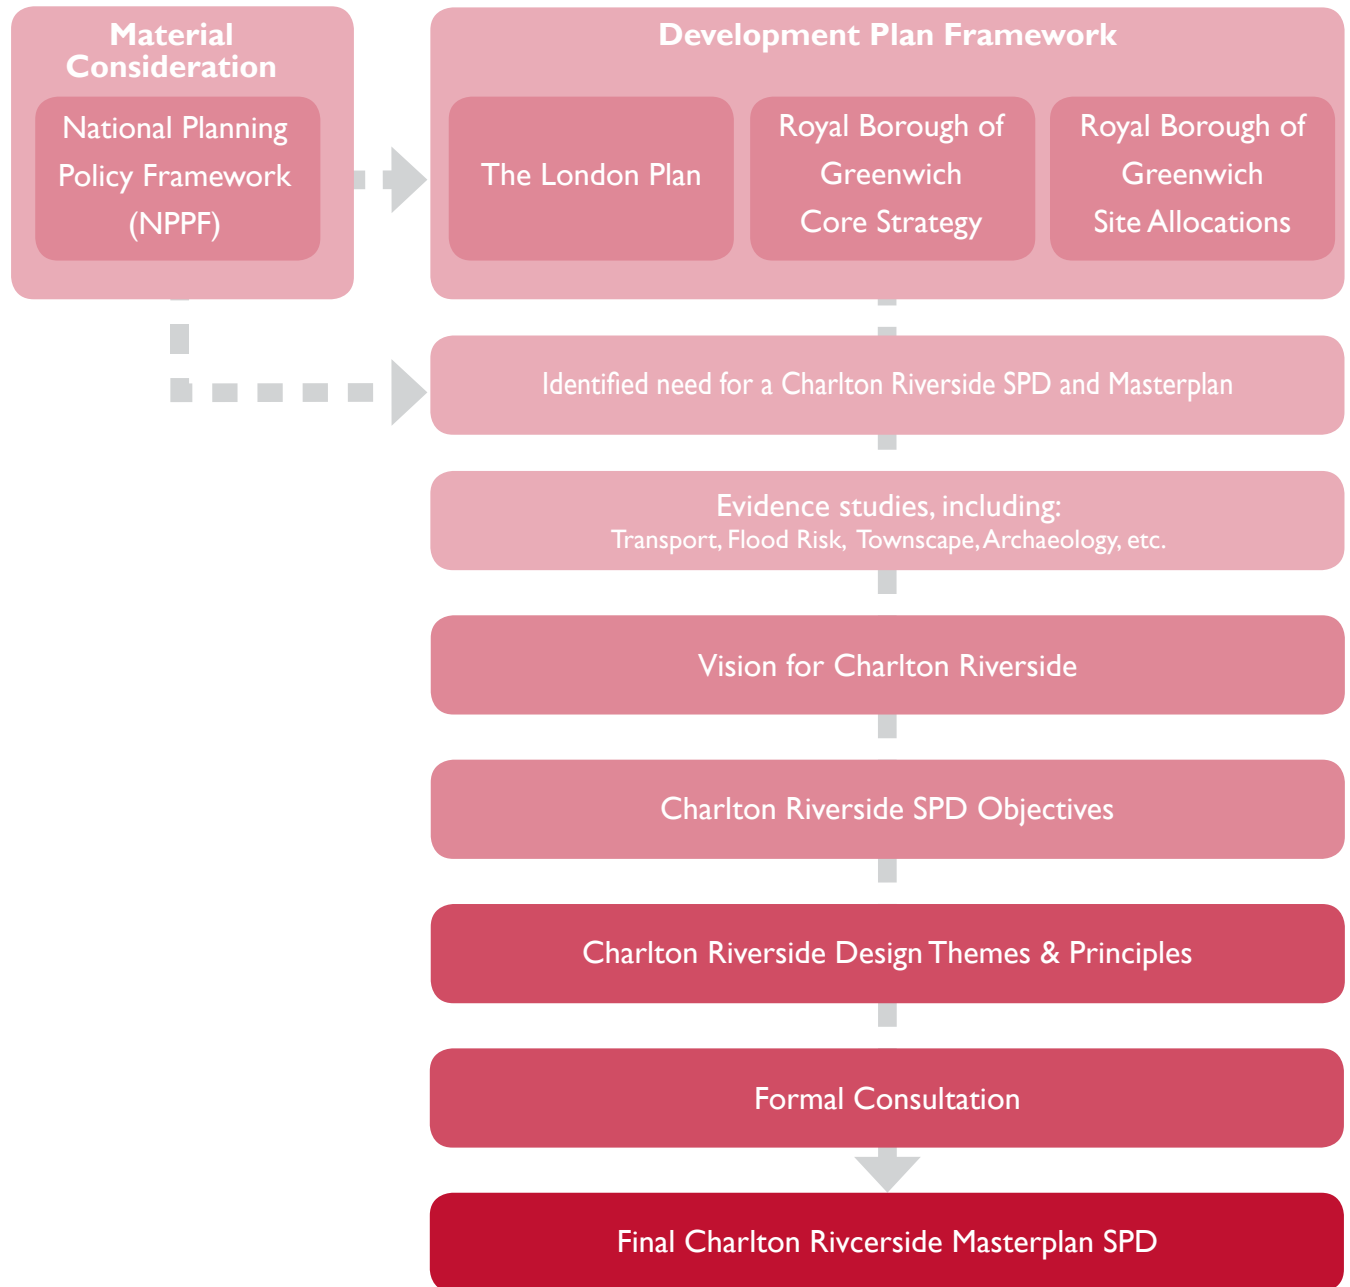 Material
Consideration
National Planning
Policy Framework
(NPPF)
Development Plan Framework
The London Plan
Royal Borough of
Greenwich
Core Strategy
Royal Borough of
Greenwich
Site Allocations
Identified need for a Charlton Riverside SPD and Masterplan
Evidence studies, including:
Transport, Flood Risk, Townscape, Archaeology, etc.
Vision for Charlton Riverside
Charlton Riverside SPD Objectives
Charlton Riverside Design Themes & Principles
Formal Consultation
Final Charlton Rivcerside Masterplan SPD